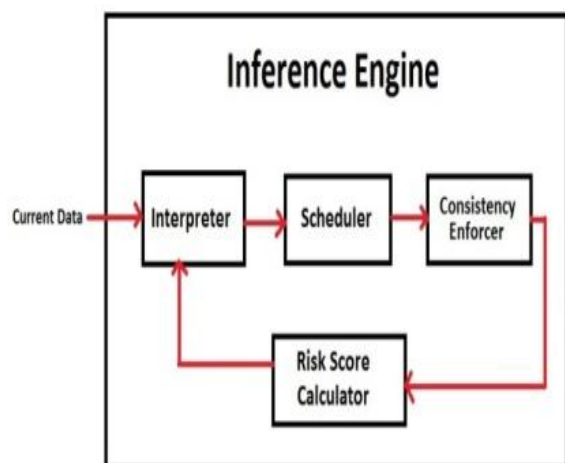 Inference Engine
Current Data
Interpreter
Scheduler
Consistency
Enforcer
Risk Score
Calculator